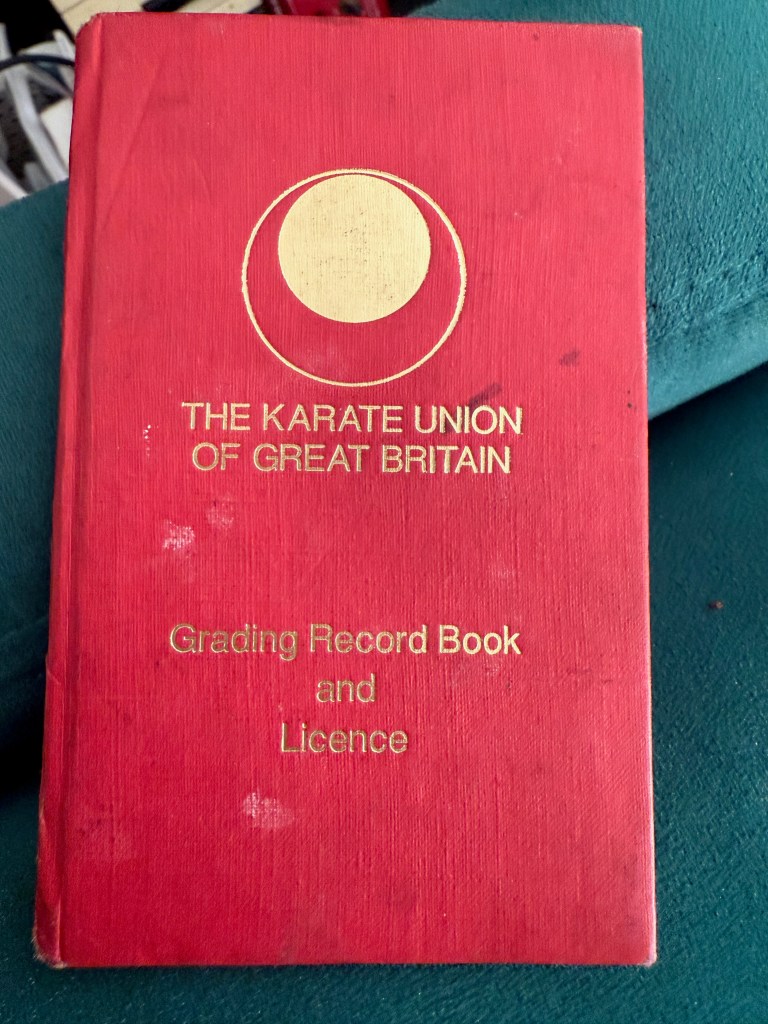 THE KARATE UNION
OF GREAT BRITAIN
Grading Record Book
and
Licence